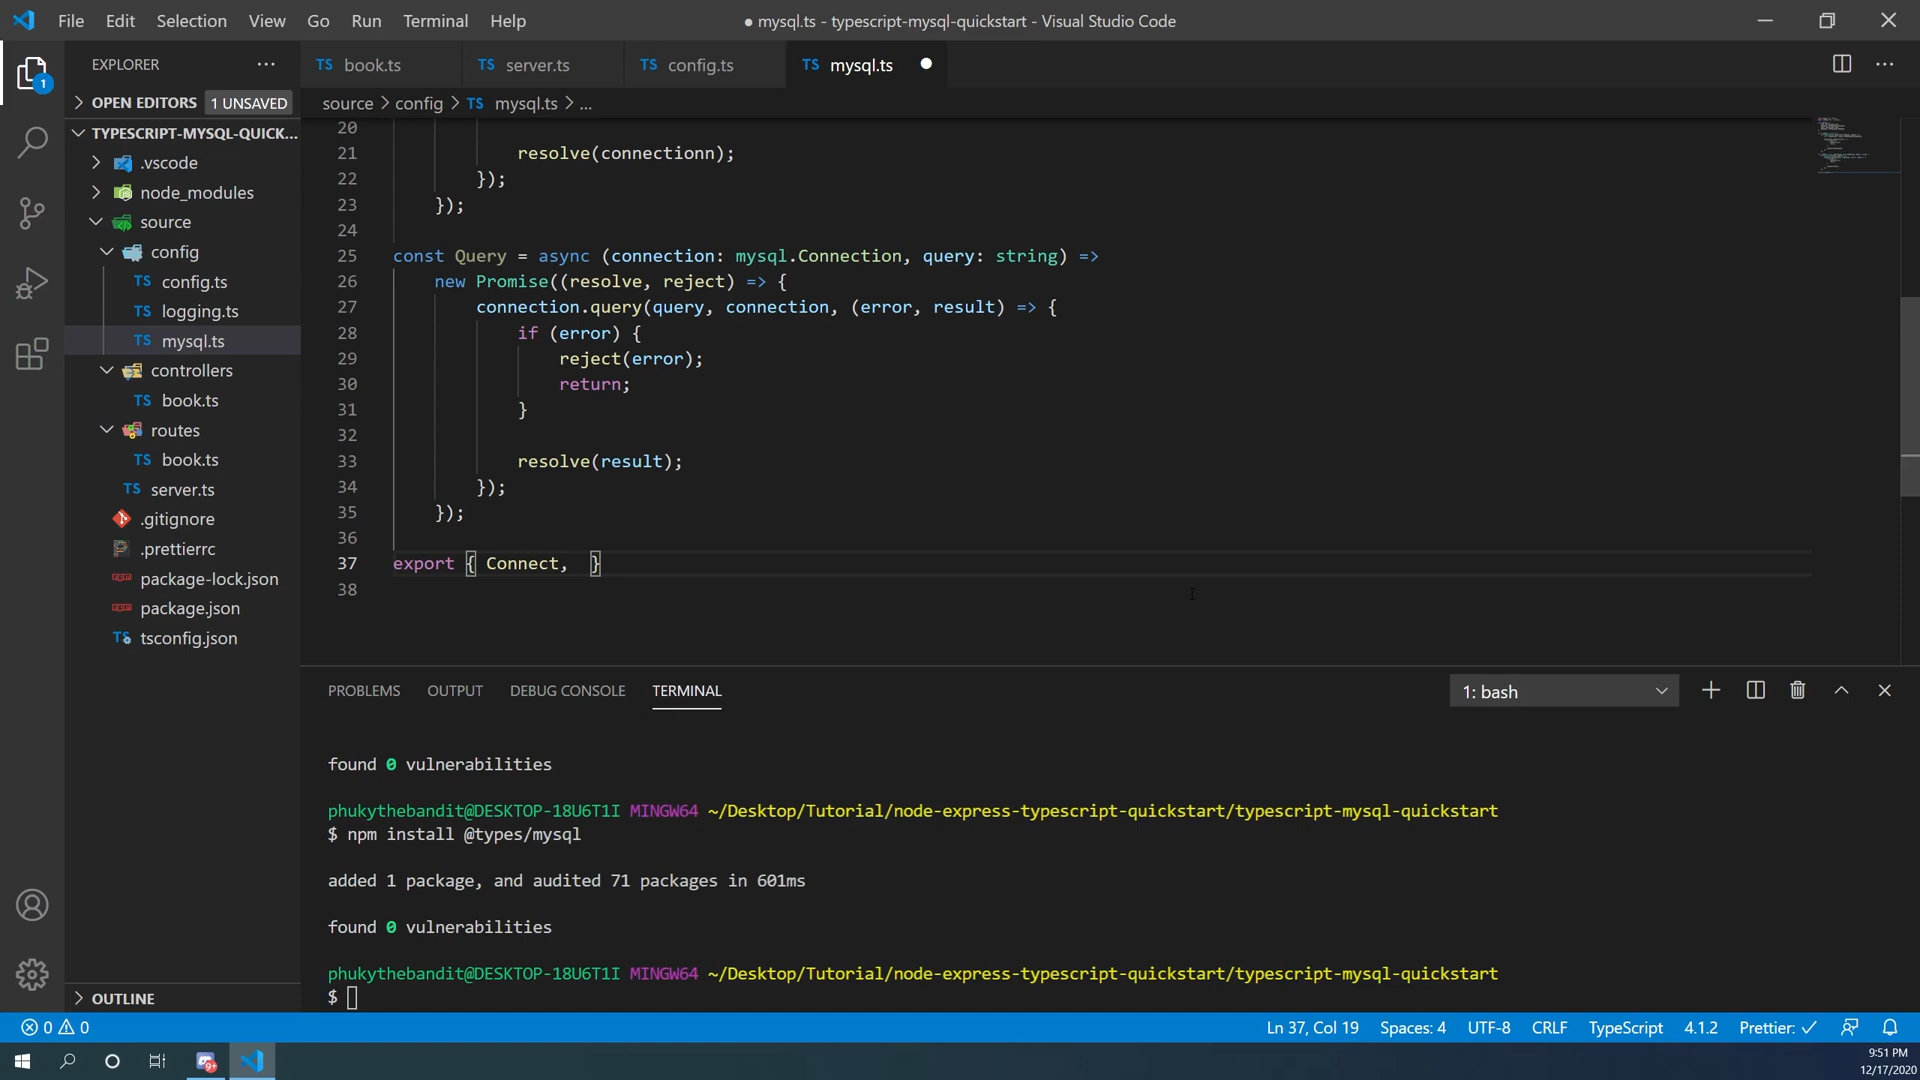 File Edit Selection View Go Run Terminal Help
● mysql.ts - typescript-mysql-quickstart - Visual Studio Code
EXPLORER
TS book.ts
TS server.ts
TS config.ts
TS mysql.ts
OPEN EDITORS 1 UNSAVED
source > config > TS mysql.ts > ...
TYPESCRIPT-MYSQL-QUICK...
.vscode
node_modules
source
config
TS config.ts
TS logging.ts
TS mysql.ts
controllers
TS book.ts
routes
TS book.ts
TS server.ts
.gitignore
.prettierrc
package-lock.json
package.json
tsconfig.json
OUTLINE
1
20
21 resolve(connectionn);
22 });
23 });
24
25 const Query = async (connection: mysql.Connection, query: string) =>
26 new Promise((resolve, reject) => {
27 connection.query(query, connection, (error, result) => {
28 if (error) {
29 reject(error);
30 return;
31 }
32
33 resolve(result);
34 });
35 });
36
37 export { Connect,  }
38
PROBLEMS OUTPUT DEBUG CONSOLE TERMINAL
1: bash
found 0 vulnerabilities
phukythebandit@DESKTOP-18U6T1I MINGW64 ~/Desktop/Tutorial/node-express-typescript-quickstart/typescript-mysql-quickstart
$ npm install @types/mysql
added 1 package, and audited 71 packages in 601ms
found 0 vulnerabilities
phukythebandit@DESKTOP-18U6T1I MINGW64 ~/Desktop/Tutorial/node-express-typescript-quickstart/typescript-mysql-quickstart
$
0 0
Ln 37, Col 19 Spaces: 4 UTF-8 CRLF TypeScript 4.1.2 Prettier: ✓
9+
9:51 PM
12/17/2020